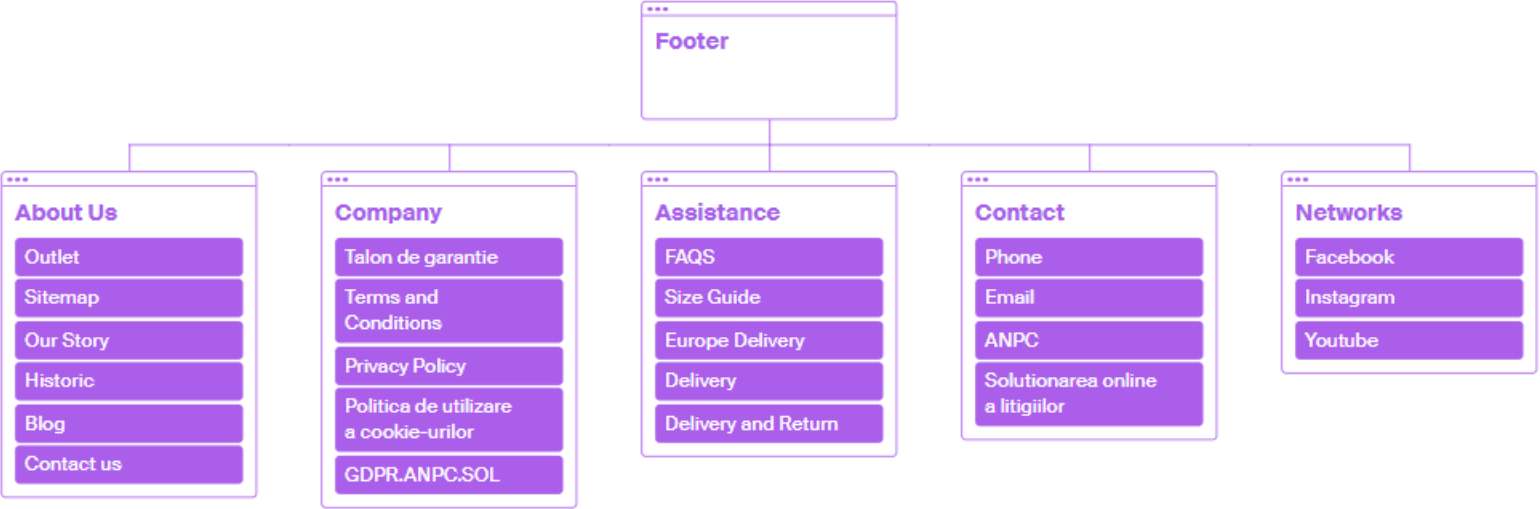 Footer
About Us
Outlet
Sitemap
Our Story
Historic
Blog
Contact us
Company
Talon de garantie
Terms and
Conditions
Privacy Policy
Politica de utilizare
a cookie-urilor
GDPR.ANPC.SOL
Assistance
FAQS
Size Guide
Europe Delivery
Delivery
Delivery and Return
Contact
Phone
Email
ANPC
Solutionarea online
a litigiilor
Networks
Facebook
Instagram
Youtube